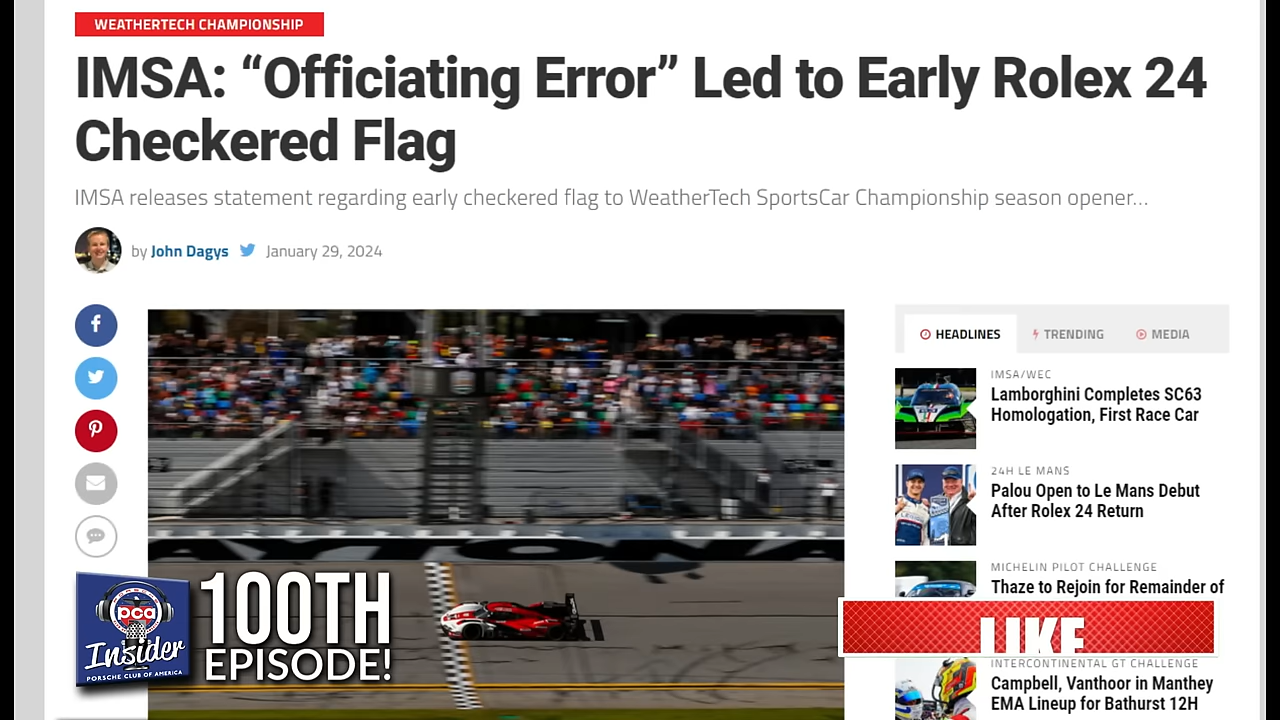 WEATHERTECH CHAMPIONSHIP
IMSA: “Officiating Error” Led to Early Rolex 24
Checkered Flag
IMSA releases statement regarding early checkered flag to WeatherTech SportsCar Championship season opener...
by John Dagys January 29, 2024
HEADLINES TRENDING MEDIA
IMSA/WEC
Lamborghini Completes SC63
Homologation, First Race Car
24H LE MANS
Palou Open to Le Mans Debut
After Rolex 24 Return
MICHELIN PILOT CHALLENGE
Thaze to Rejoin for Remainder of
LIKE
INTERCONTINENTAL GT CHALLENGE
Campbell, Vanthoor in Manthey
EMA Lineup for Bathurst 12H
AYTONA
pca
Insider
PORSCHE CLUB OF AMERICA
100TH
EPISODE!